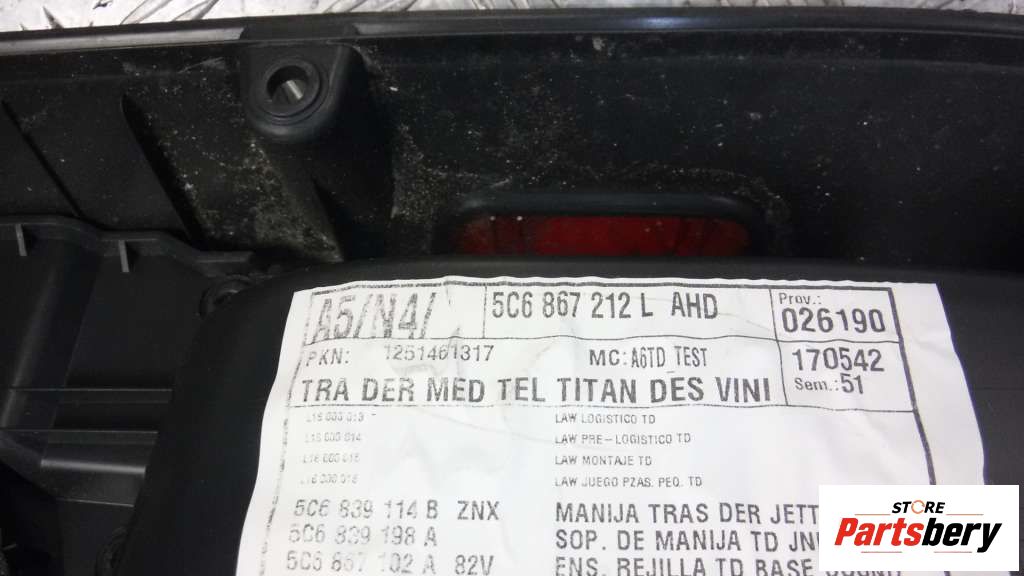 A5/N4/ 5C6 867 212 L AHD Prov.: 026190
PKN: 1251461317 MC: A6TD TEST 170542
Sem.: 51
TRA DER MED TEL TITAN DES VINI
LAW LOGISTICO TD
LAW PRE-LOGISTICO TD
LAW MONTAJE TD
LAW JUEGO PZAS. PEQ. TD
5C6 839 114 B ZNX MANIJA TRAS DER JETT
5C6 839 198 A SOP. DE MANIJA TD
5C6 867 102 A 82V ENS. REJILLA TD BASE
STORE
Partsbery